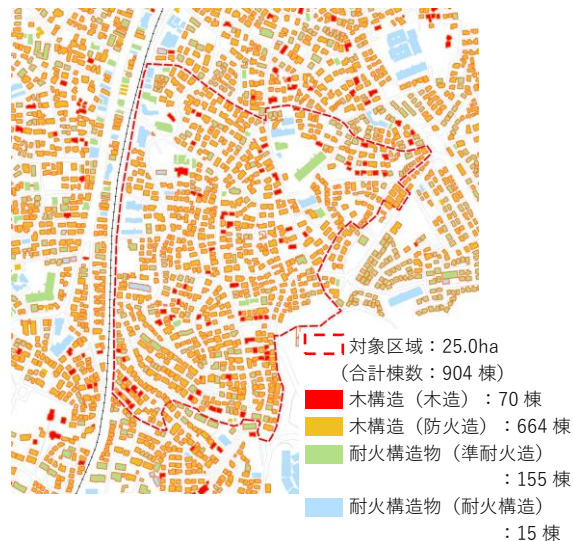 対象区域：25.0ha
（合計棟数：904 棟）
木構造（木造）：70 棟
木構造（防火造）：664 棟
耐火構造物（準耐火造）
：155 棟
耐火構造物（耐火構造）
：15 棟